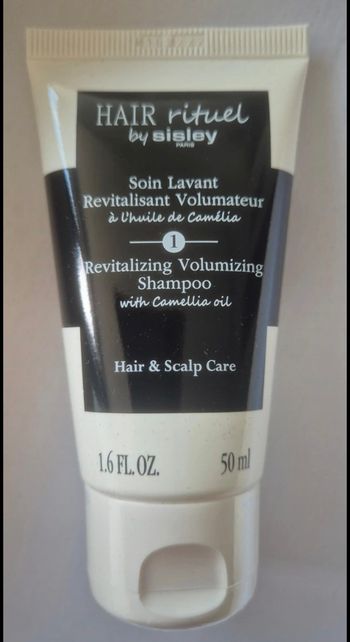 HAIR rituel
by sisley
PARIS
Soin Lavant
Revitalisant Volumateur
à l'huile de Camélia
1
Revitalizing Volumizing
Shampoo
with Camellia oil
Hair & Scalp Care
1.6 FL. OZ. 50 ml